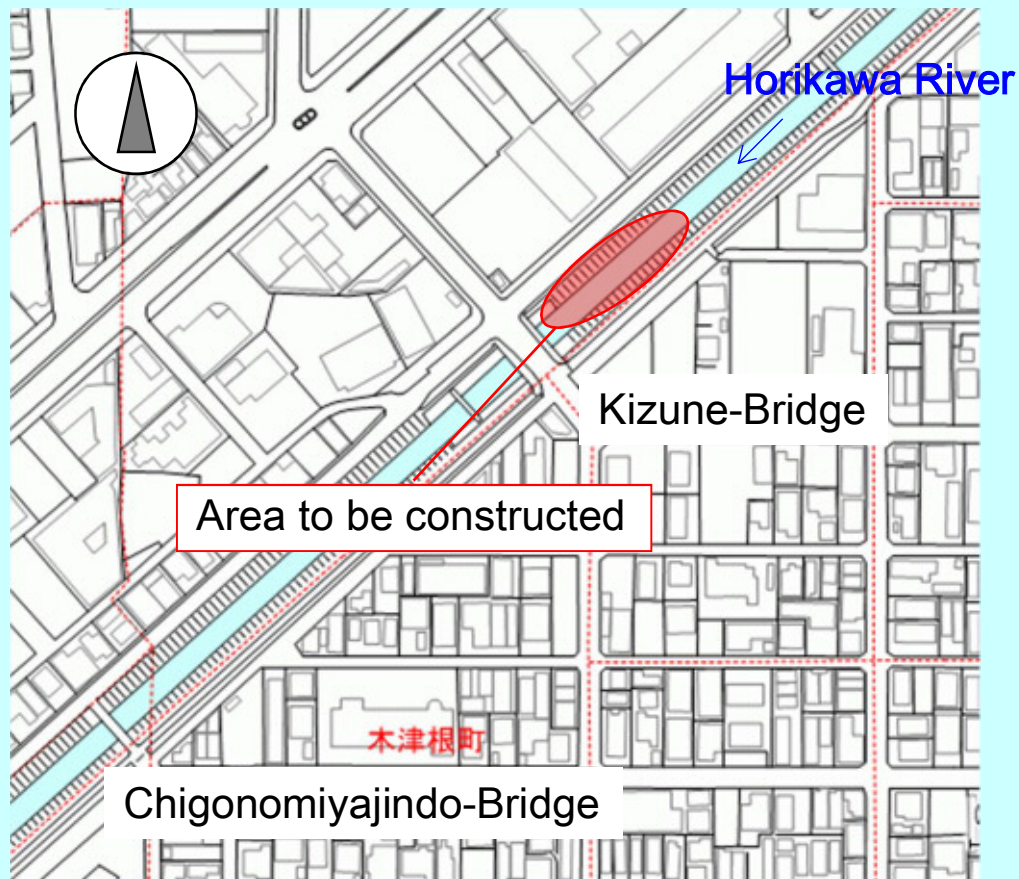 Horikawa River
Kizune-Bridge
Area to be constructed
木津根町
Chigonomiyajindo-Bridge